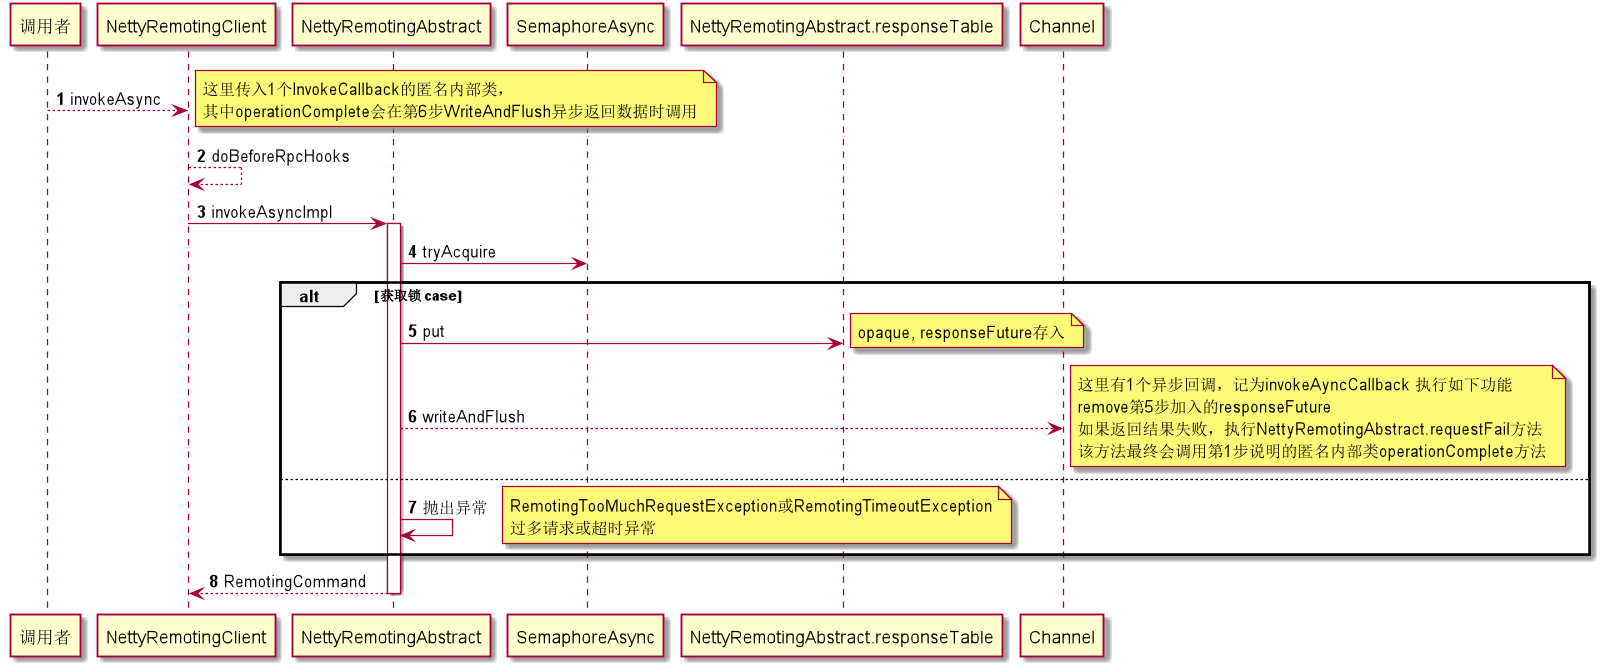 调用者
NettyRemotingClient
NettyRemotingAbstract
SemaphoreAsync
NettyRemotingAbstract.responseTable
Channel
1 invokeAsync
这里传入1个InvokeCallback的匿名内部类，
其中operationComplete会在第6步WriteAndFlush异步返回数据时调用
2 doBeforeRpcHooks
3 invokeAsyncImpl
4 tryAcquire
alt
[获取锁 case]
5 put
opaque, responseFuture存入
6 writeAndFlush
这里有1个异步回调，记为invokeAyncCallback 执行如下功能
remove第5步加入的responseFuture
如果返回结果失败，执行NettyRemotingAbstract.requestFail方法
该方法最终会调用第1步说明的匿名内部类operationComplete方法
7 抛出异常
RemotingTooMuchRequestException或RemotingTimeoutException
过多请求或超时异常
8 RemotingCommand
调用者
NettyRemotingClient
NettyRemotingAbstract
SemaphoreAsync
NettyRemotingAbstract.responseTable
Channel